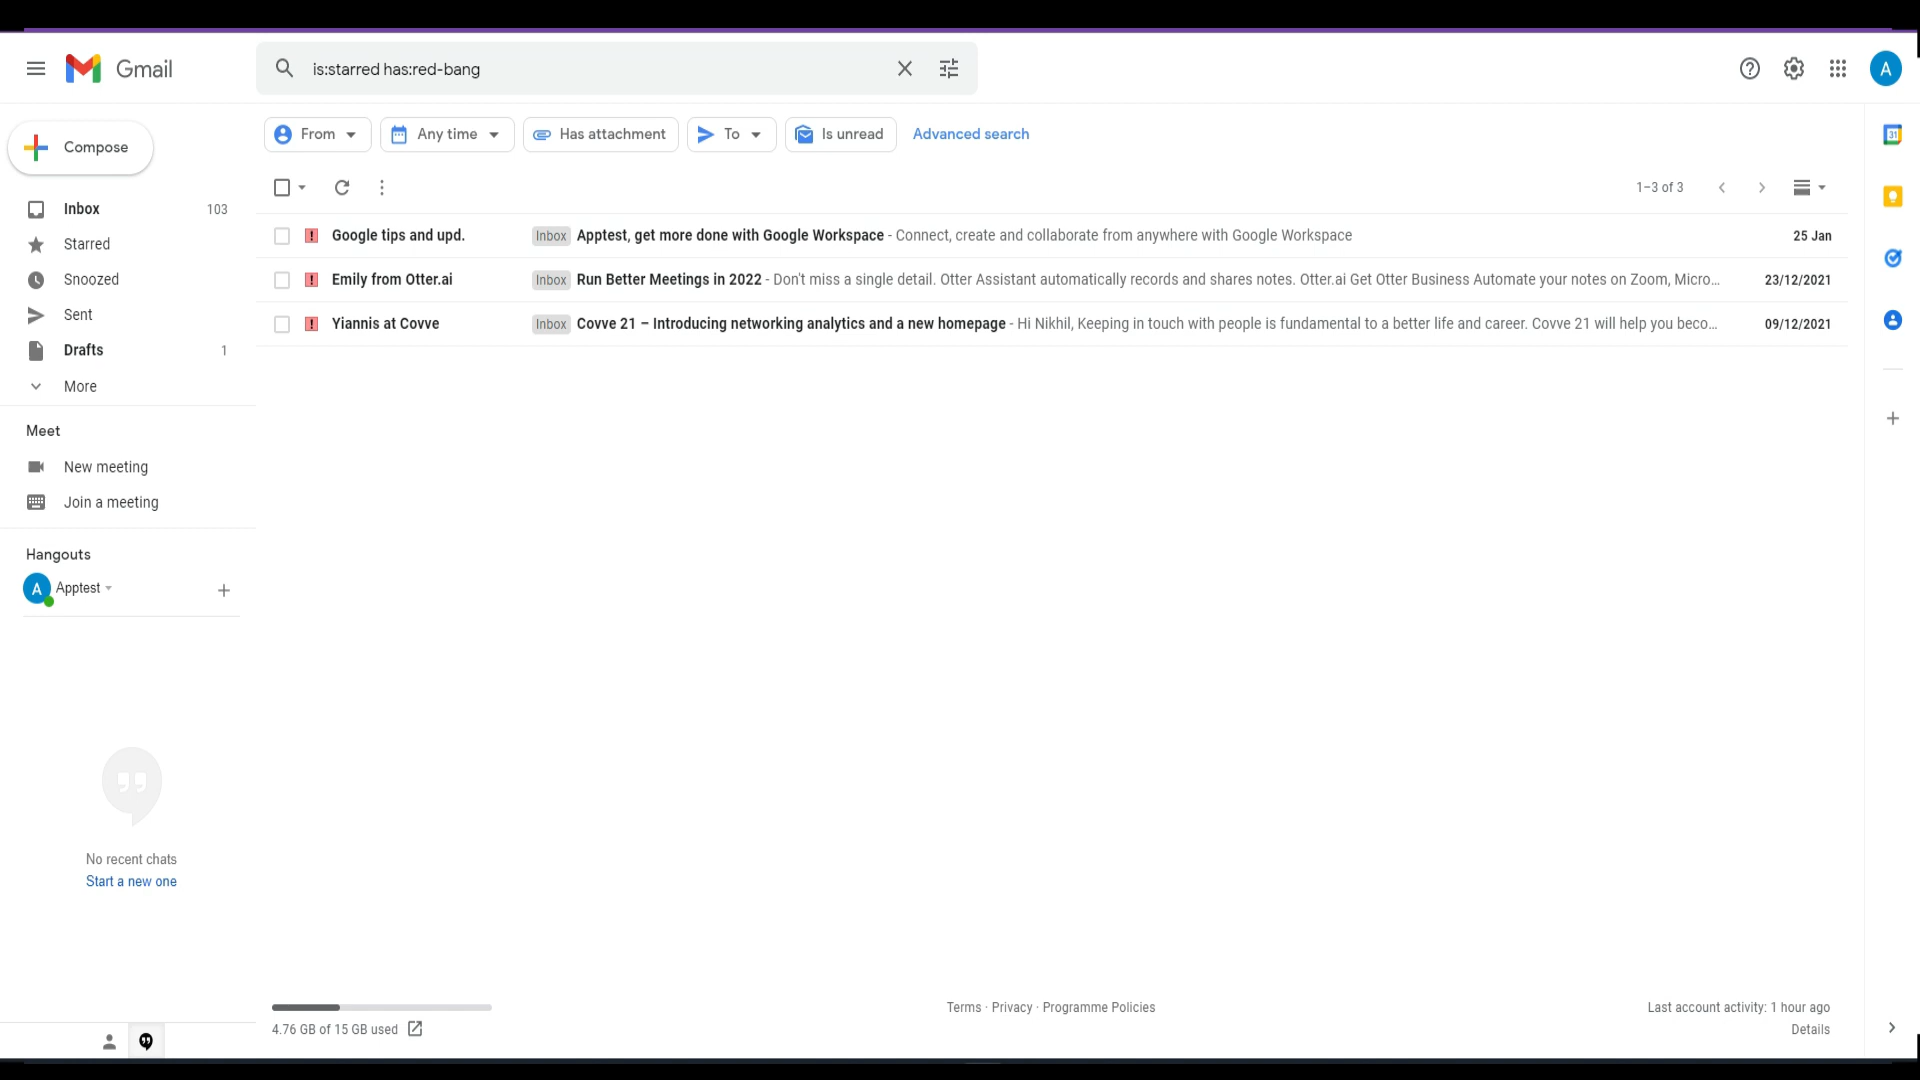 Gmail
is:starred has:red-bang
A
Compose
From
Any time
Has attachment
To
Is unread
Advanced search
31
1–3 of 3
Inbox 103
Starred
Snoozed
Sent
Drafts 1
More
! Google tips and upd. Inbox Apptest, get more done with Google Workspace - Connect, create and collaborate from anywhere with Google Workspace 25 Jan
! Emily from Otter.ai Inbox Run Better Meetings in 2022 - Don't miss a single detail. Otter Assistant automatically records and shares notes. Otter.ai Get Otter Business Automate your notes on Zoom, Micro... 23/12/2021
! Yiannis at Covve Inbox Covve 21 – Introducing networking analytics and a new homepage - Hi Nikhil, Keeping in touch with people is fundamental to a better life and career. Covve 21 will help you beco... 09/12/2021
Meet
New meeting
Join a meeting
Hangouts
A Apptest
No recent chats
Start a new one
4.76 GB of 15 GB used
Terms · Privacy · Programme Policies
Last account activity: 1 hour ago
Details